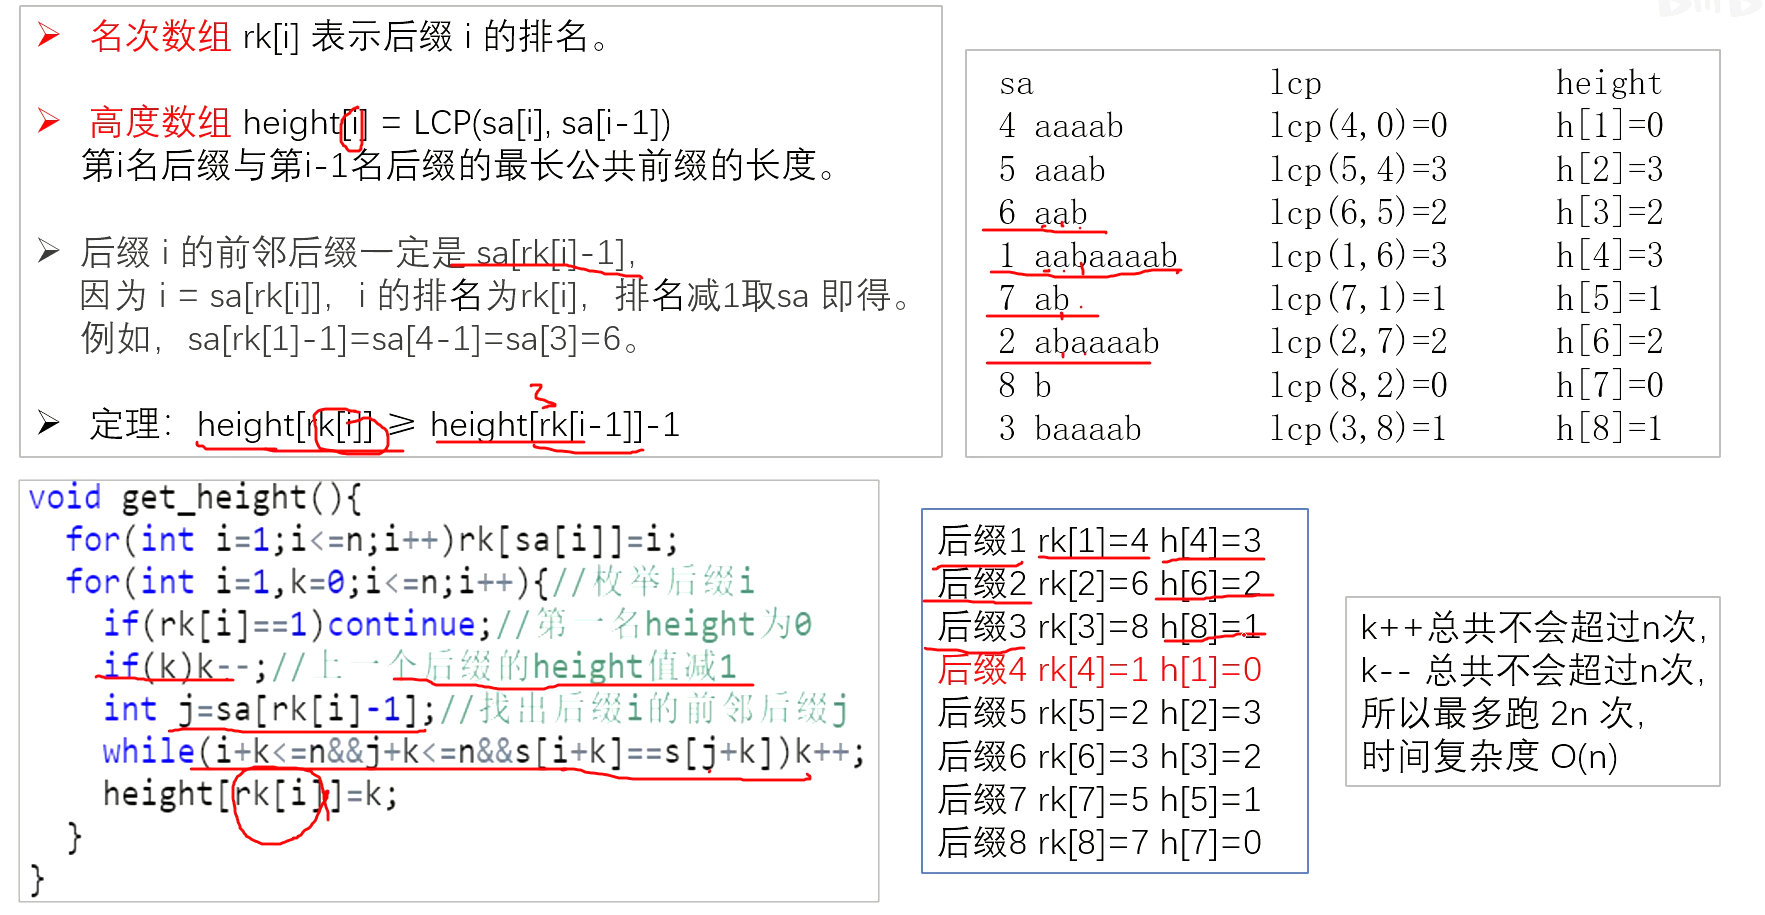 名次数组 rk[i] 表示后缀 i 的排名。
高度数组 height[i] = LCP(sa[i], sa[i-1])
第i名后缀与第i-1名后缀的最长公共前缀的长度。
后缀 i 的前邻后缀一定是 sa[rk[i]-1],
因为 i = sa[rk[i]]，i 的排名为rk[i]，排名减1取sa 即得。
例如，sa[rk[1]-1]=sa[4-1]=sa[3]=6。
3
定理：height[rk[i]] ≥ height[rk[i-1]]-1
sa lcp height
4 aaaab lcp(4,0)=0 h[1]=0
5 aaab lcp(5,4)=3 h[2]=3
6 aab lcp(6,5)=2 h[3]=2
1 aabaaaab lcp(1,6)=3 h[4]=3
7 ab lcp(7,1)=1 h[5]=1
2 abaaaab lcp(2,7)=2 h[6]=2
8 b lcp(8,2)=0 h[7]=0
3 baaaab lcp(3,8)=1 h[8]=1
void get_height(){
for(int i=1;i<=n;i++)rk[sa[i]]=i;
for(int i=1,k=0;i<=n;i++){//枚举后缀i
if(rk[i]==1)continue;//第一名height为0
if(k)k--;//上一个后缀的height值减1
int j=sa[rk[i]-1];//找出后缀i的前邻后缀j
while(i+k<=n&&j+k<=n&&s[i+k]==s[j+k])k++;
height[rk[i]]=k;
}
}
后缀1 rk[1]=4 h[4]=3
后缀2 rk[2]=6 h[6]=2
后缀3 rk[3]=8 h[8]=1
后缀4 rk[4]=1 h[1]=0
后缀5 rk[5]=2 h[2]=3
后缀6 rk[6]=3 h[3]=2
后缀7 rk[7]=5 h[5]=1
后缀8 rk[8]=7 h[7]=0
k++总共不会超过n次,
k-- 总共不会超过n次,
所以最多跑 2n 次,
时间复杂度 O(n)